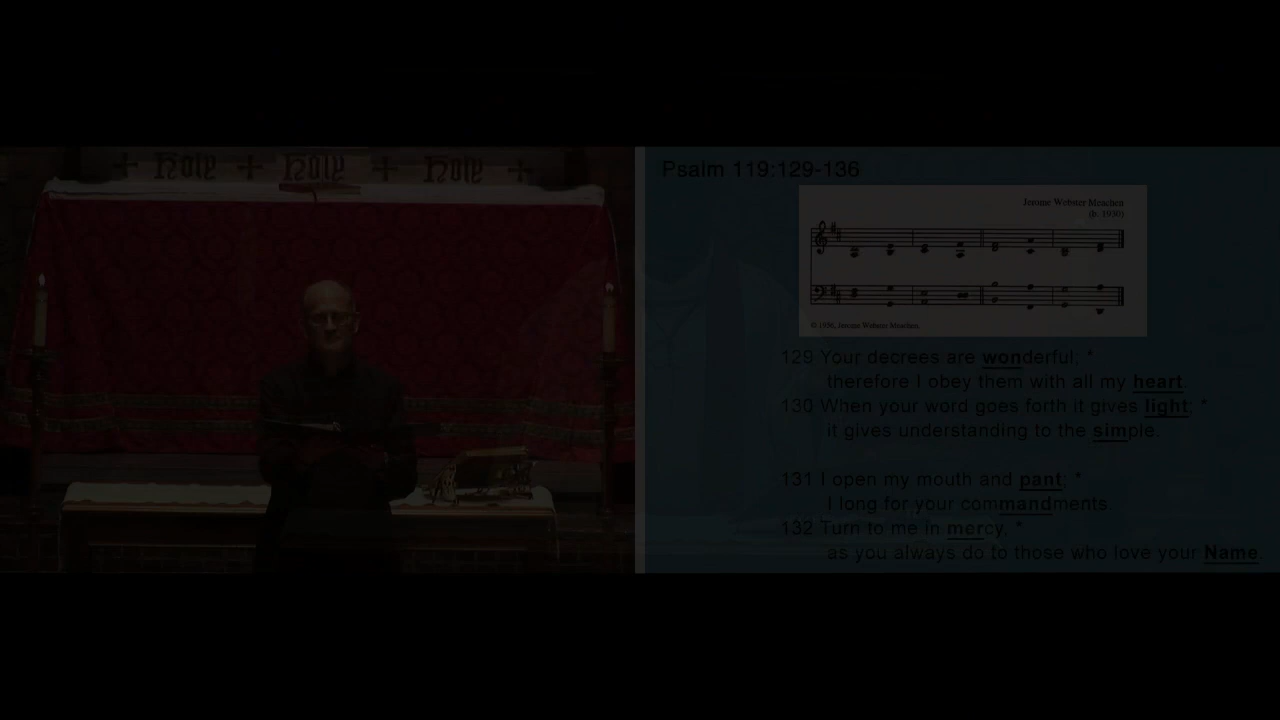 Holy Holy Holy
Psalm 119:129-136
Jerome Webster Meachen
(b. 1930)
© 1956, Jerome Webster Meachen.
129 Your decrees are wonderful; *
therefore I obey them with all my heart.
130 When your word goes forth it gives light; *
it gives understanding to the simple.
131 I open my mouth and pant; *
I long for your commandments.
132 Turn to me in mercy, *
as you always do to those who love your Name.